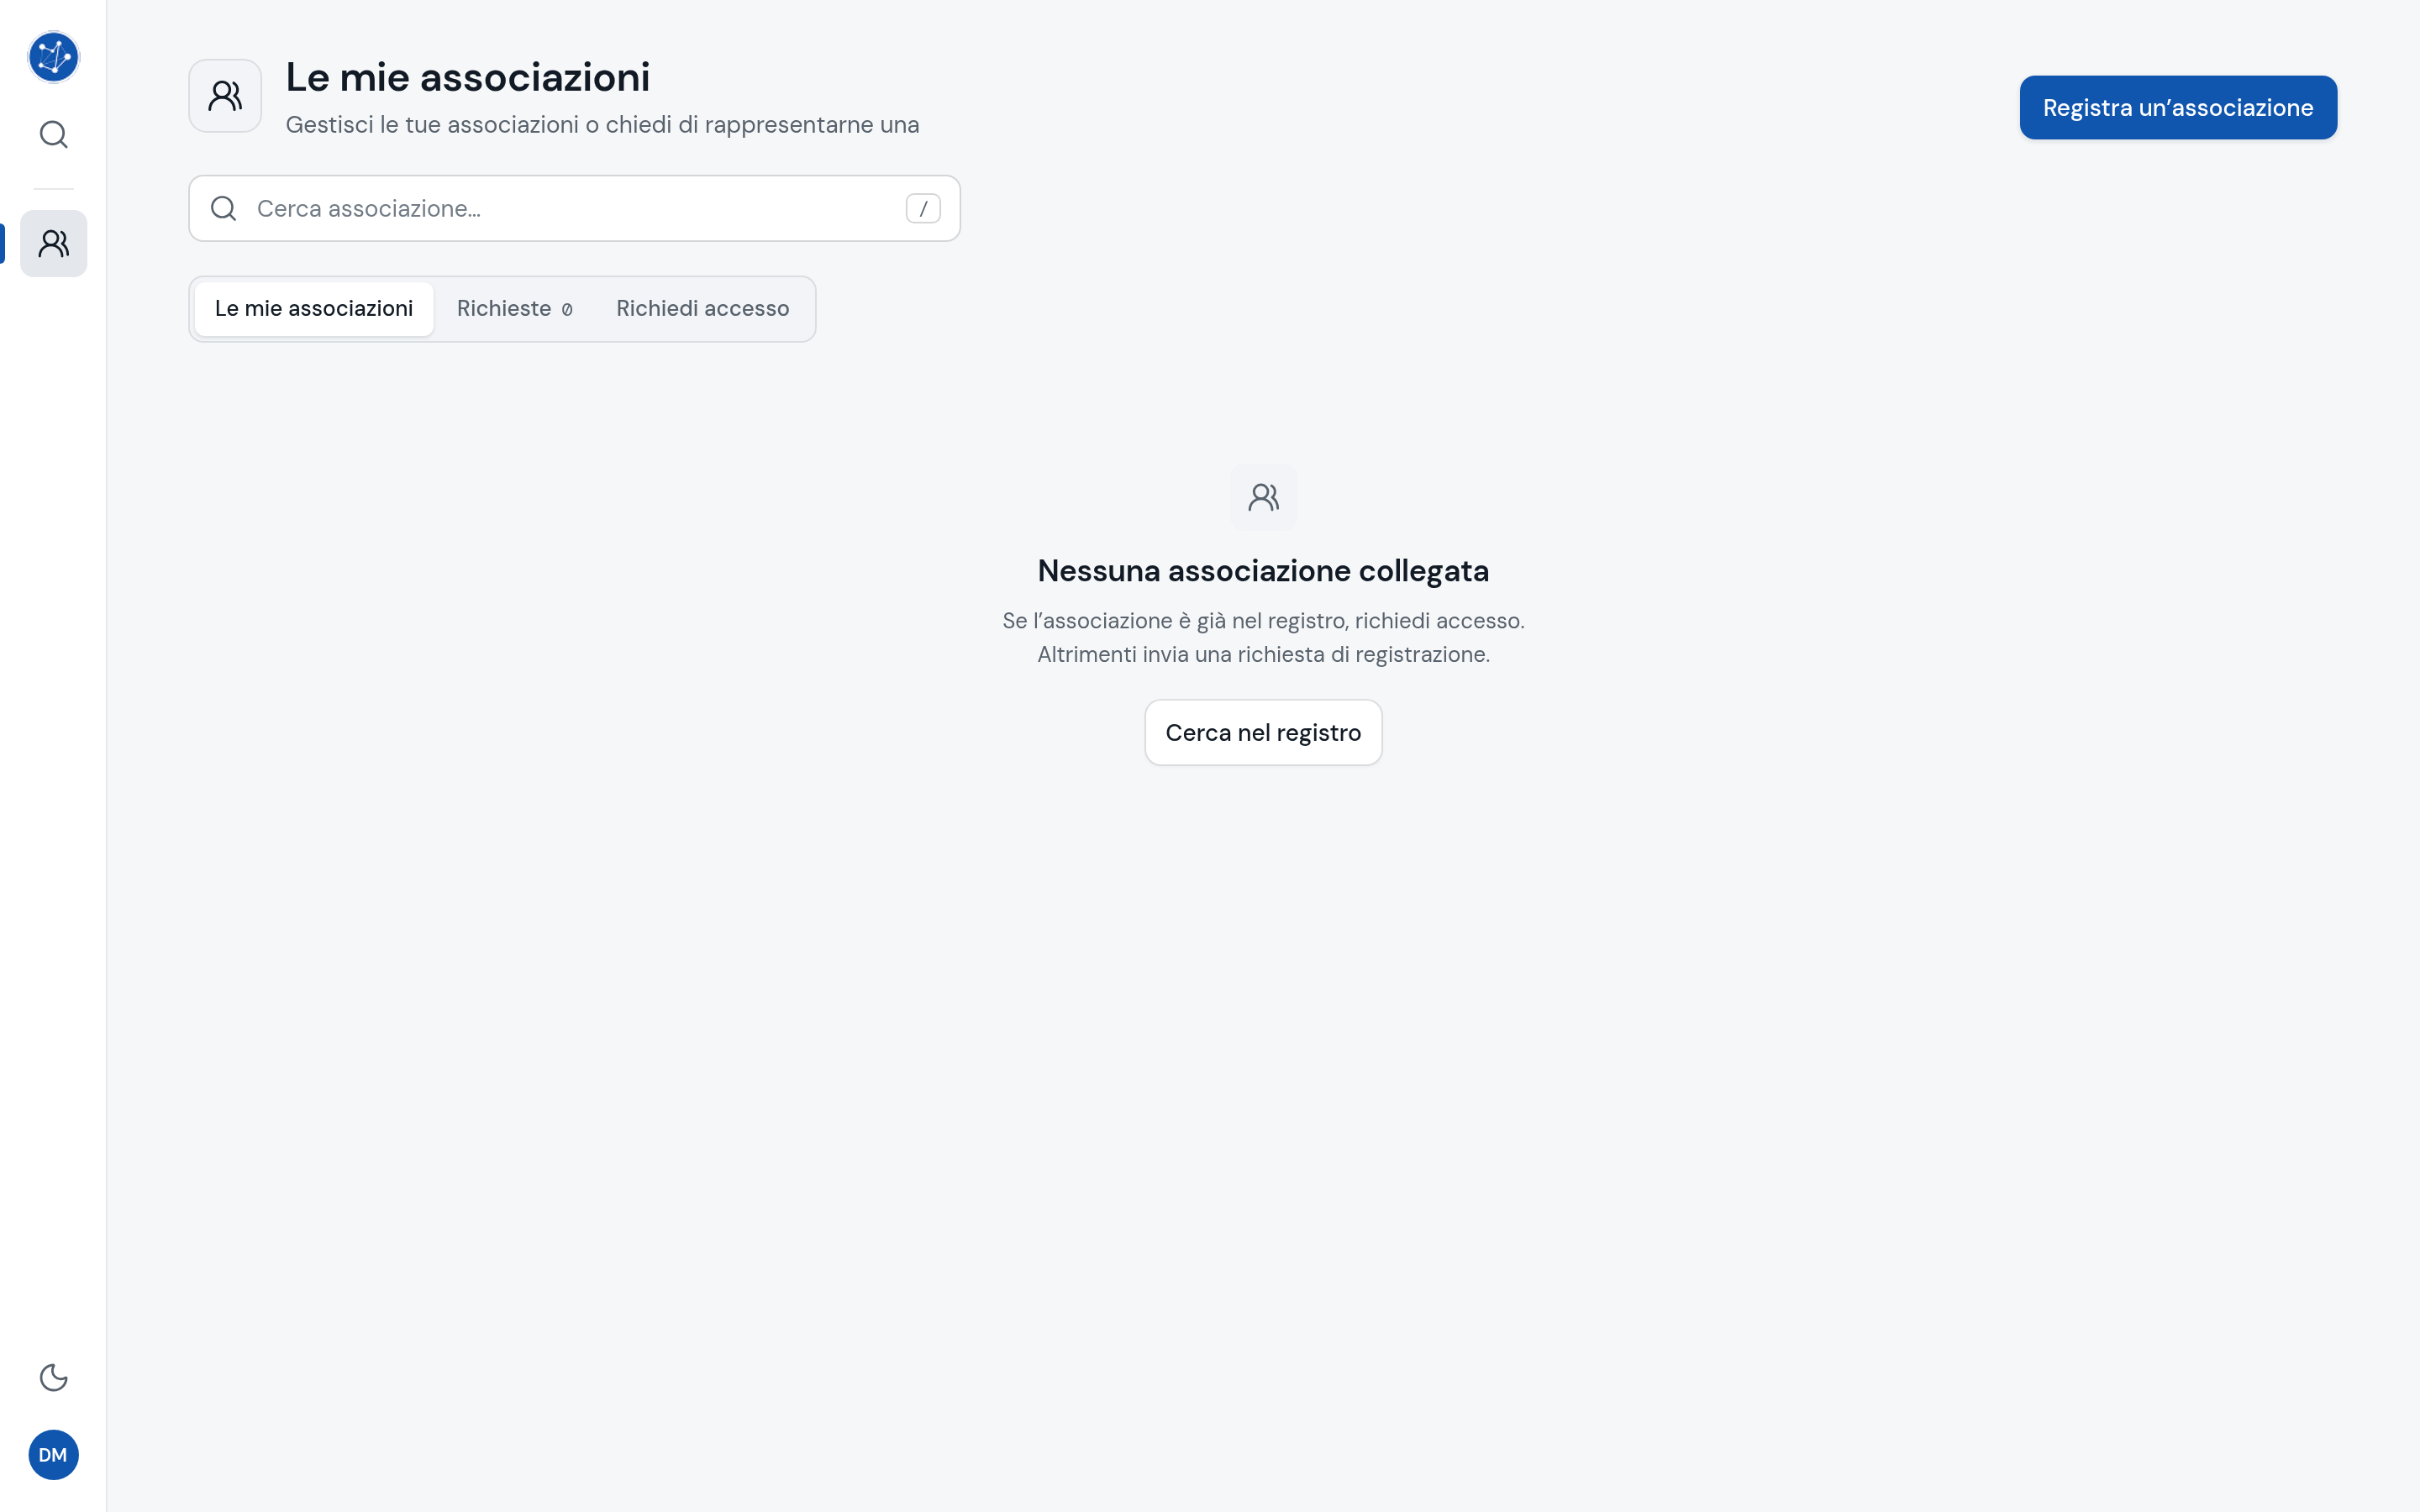 Le mie associazioni
Gestisci le tue associazioni o chiedi di rappresentarne una
Registra un’associazione
Cerca associazione…
/
Le mie associazioni
Richieste 0
Richiedi accesso
Nessuna associazione collegata
Se l’associazione è già nel registro, richiedi accesso.
Altrimenti invia una richiesta di registrazione.
Cerca nel registro
DM